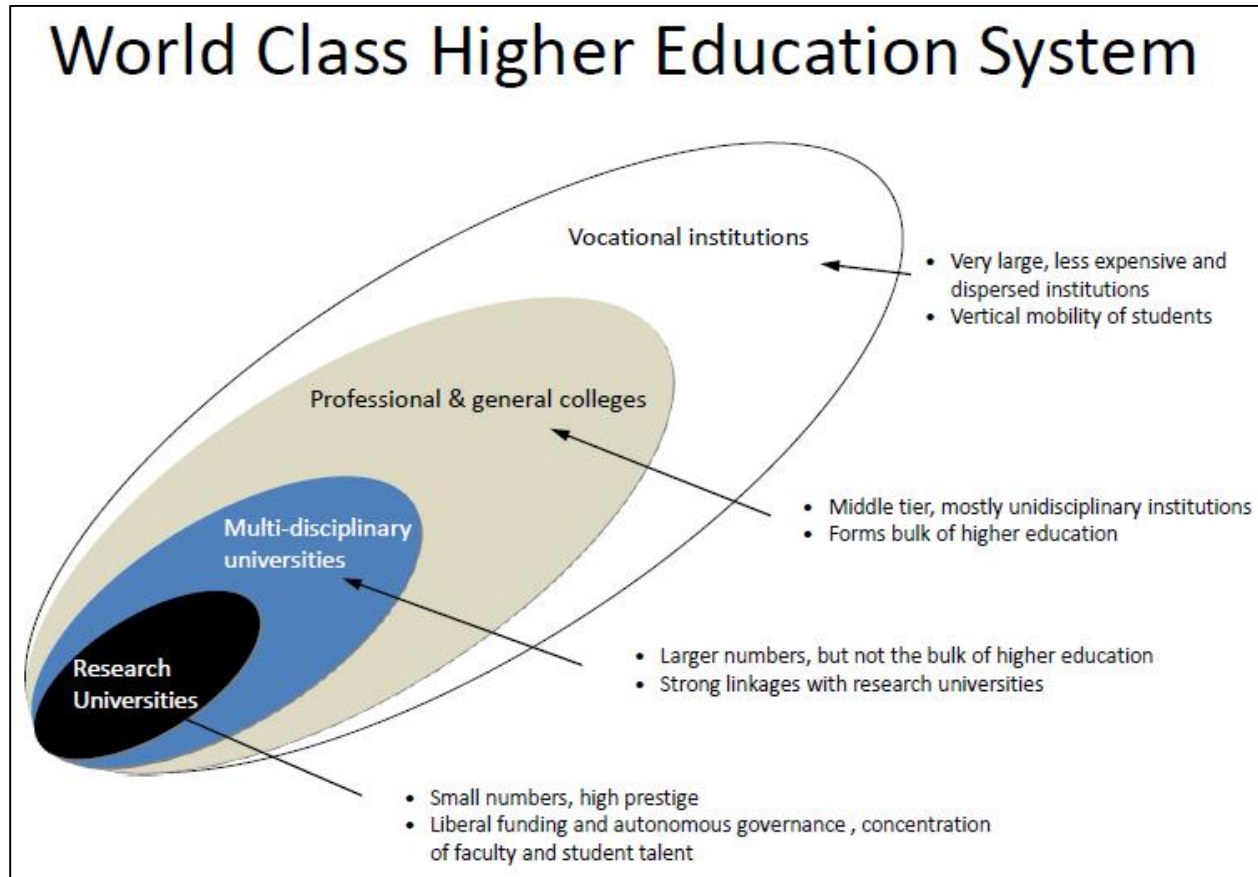 World Class Higher Education System
Vocational institutions
• Very large, less expensive and
dispersed institutions
• Vertical mobility of students
Professional & general colleges
• Middle tier, mostly unidisciplinary institutions
• Forms bulk of higher education
Multi-disciplinary
universities
• Larger numbers, but not the bulk of higher education
• Strong linkages with research universities
Research
Universities
• Small numbers, high prestige
• Liberal funding and autonomous governance , concentration
of faculty and student talent